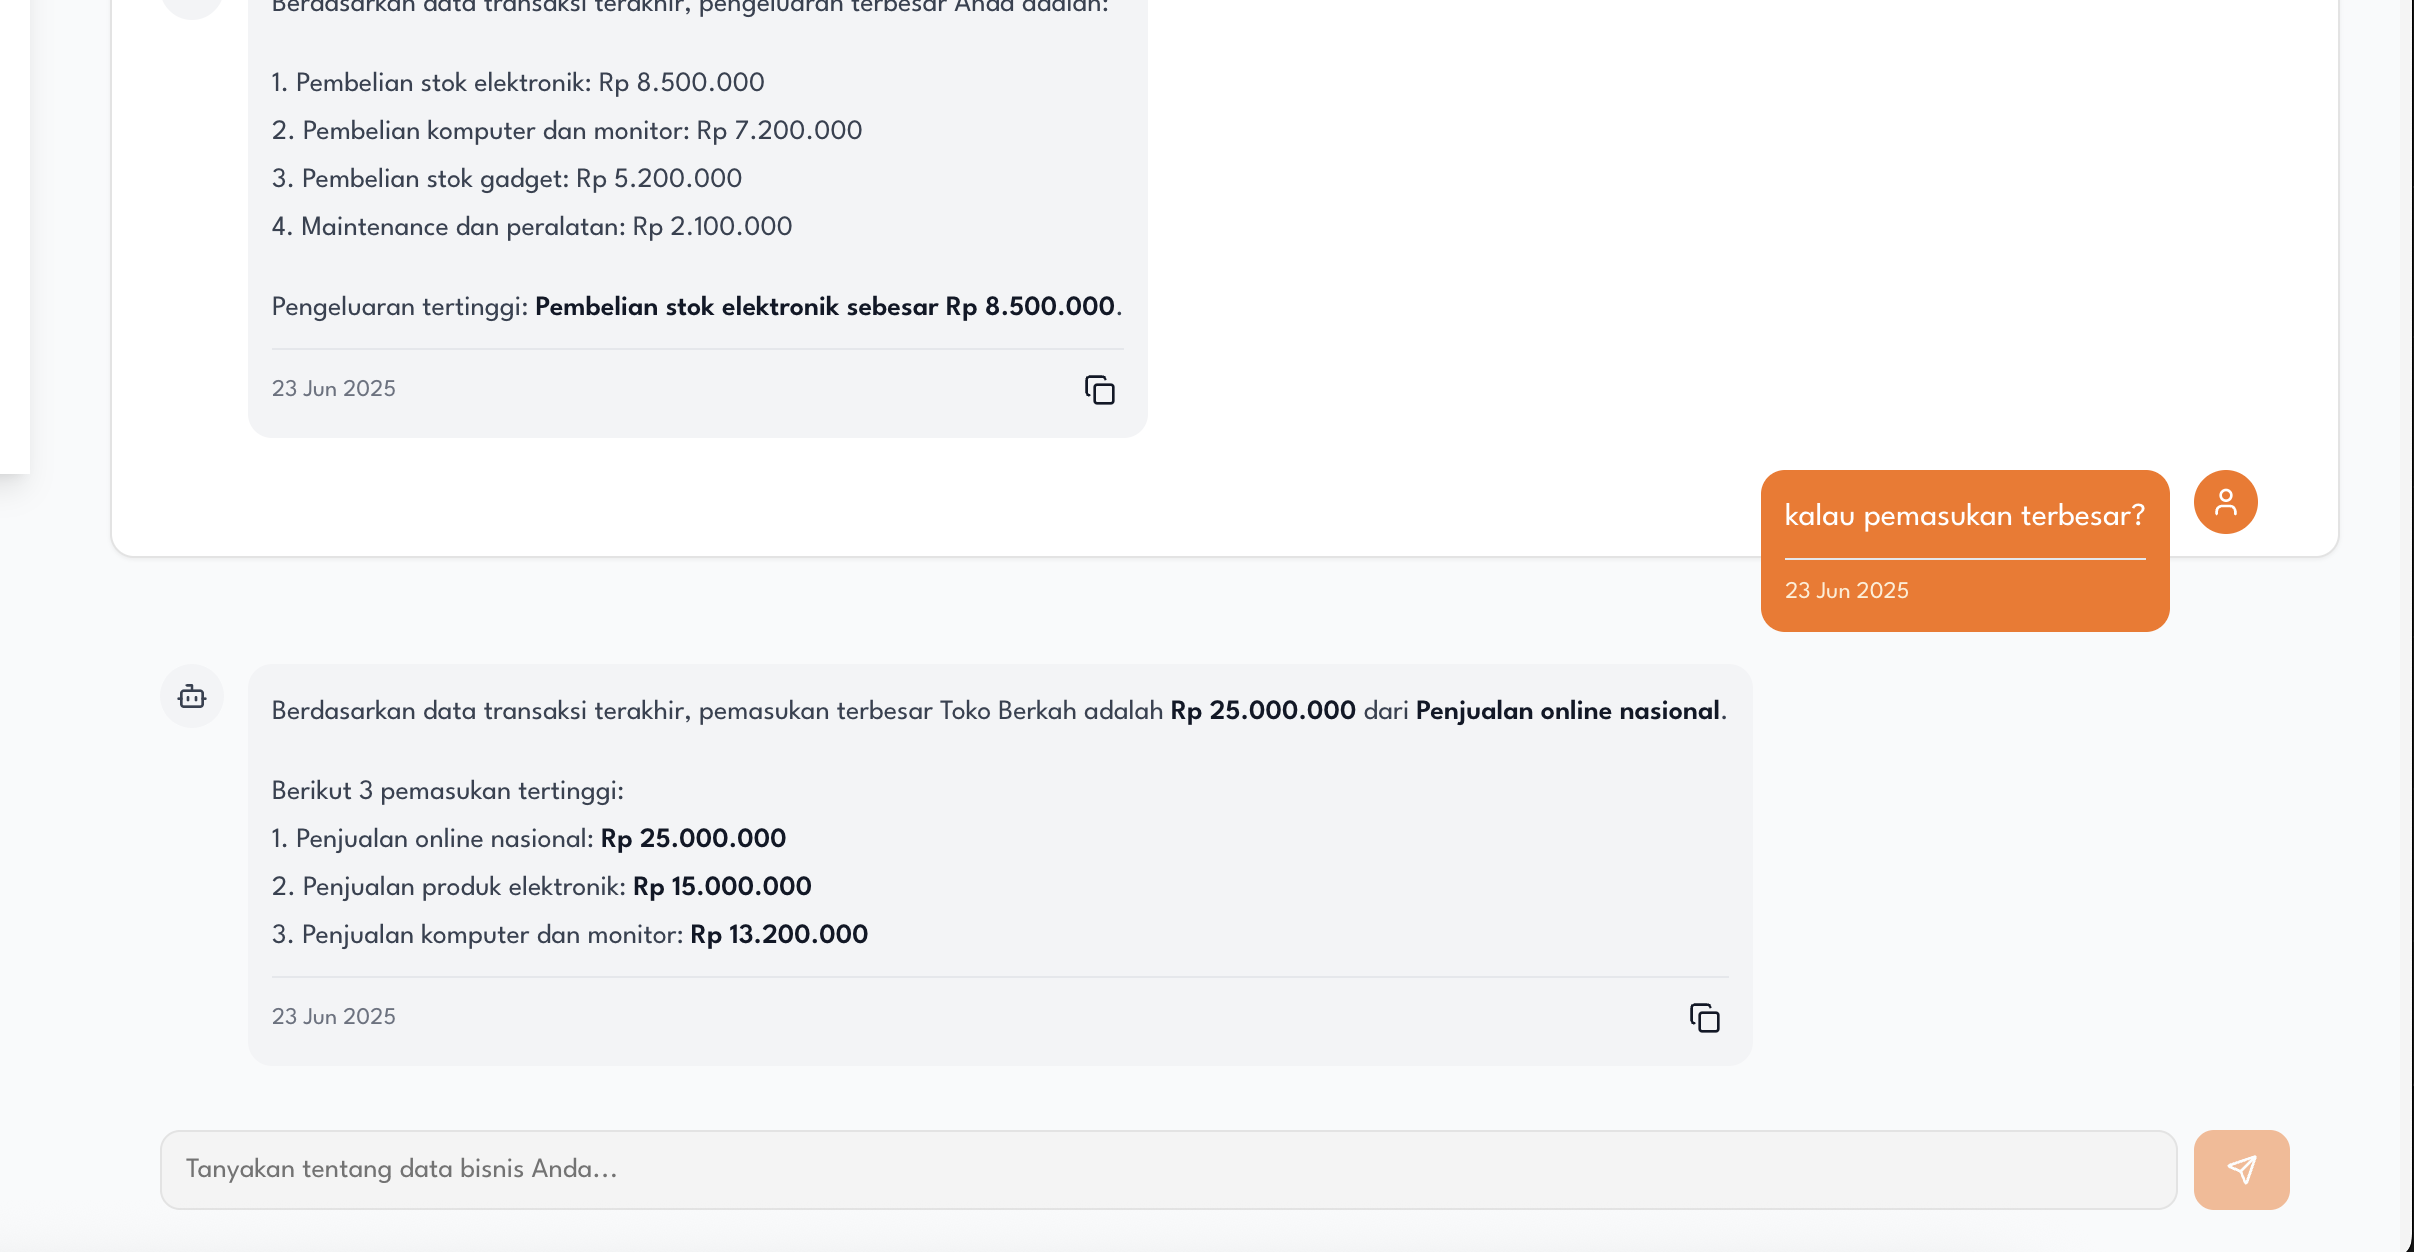 Berdasarkan data transaksi terakhir, pengeluaran terbesar Anda adalah:
1. Pembelian stok elektronik: Rp 8.500.000
2. Pembelian komputer dan monitor: Rp 7.200.000
3. Pembelian stok gadget: Rp 5.200.000
4. Maintenance dan peralatan: Rp 2.100.000
Pengeluaran tertinggi: Pembelian stok elektronik sebesar Rp 8.500.000.
23 Jun 2025
kalau pemasukan terbesar?
23 Jun 2025
Berdasarkan data transaksi terakhir, pemasukan terbesar Toko Berkah adalah Rp 25.000.000 dari Penjualan online nasional.
Berikut 3 pemasukan tertinggi:
1. Penjualan online nasional: Rp 25.000.000
2. Penjualan produk elektronik: Rp 15.000.000
3. Penjualan komputer dan monitor: Rp 13.200.000
23 Jun 2025
Tanyakan tentang data bisnis Anda...